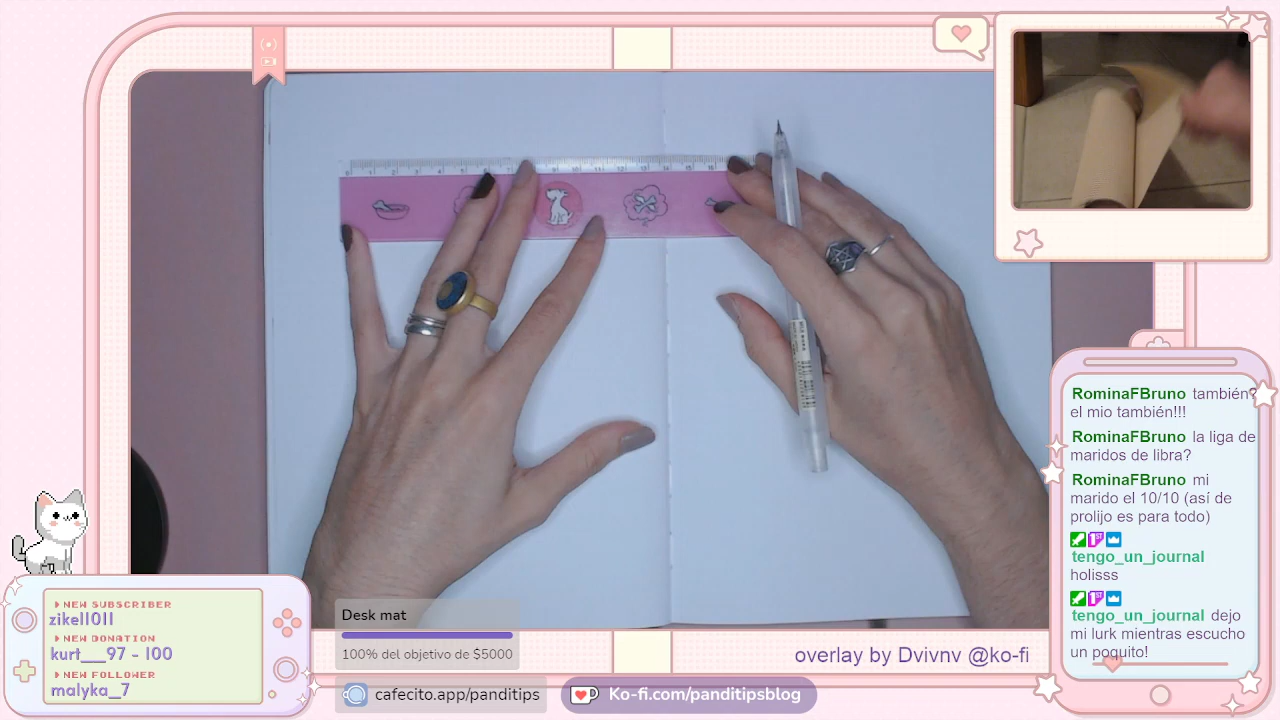 RominaFBruno también?
el mio también!!!
RominaFBruno la liga de
maridos de libra?
RominaFBruno mi
marido el 10/10 (así de
prolijo es para todo)
tengo_un_journal
holisss
tengo_un_journal dejo
mi lurk mientras escucho
un poquito!
NEW SUBSCRIBER
zikell0ll
NEW DONATION
kurt__97 - 100
NEW FOLLOWER
malyka_7
Desk mat
100% del objetivo de $5000
overlay by Dvivnv @ko-fi
cafecito.app/panditips
Ko-fi.com/panditipsblog